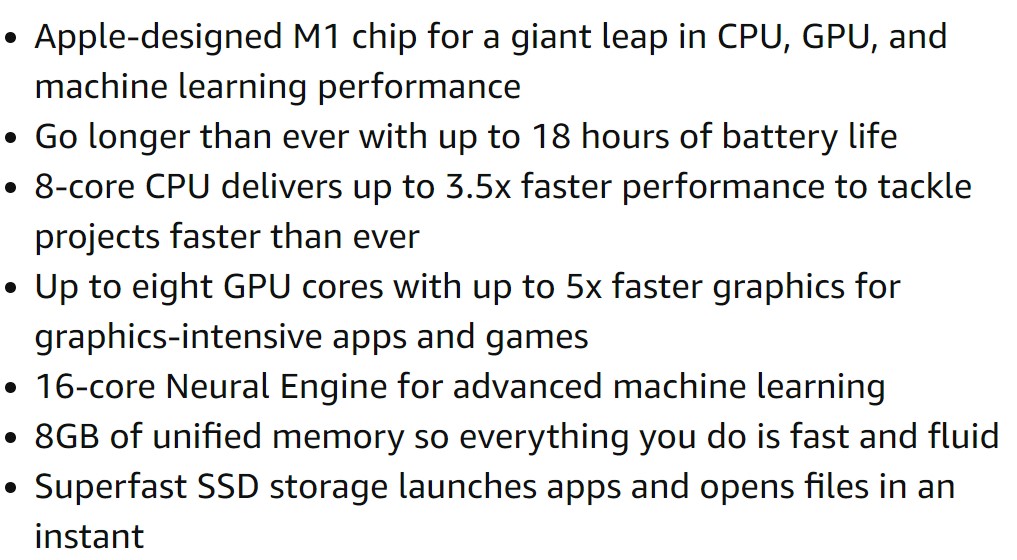 • Apple-designed M1 chip for a giant leap in CPU, GPU, and
machine learning performance
• Go longer than ever with up to 18 hours of battery life
• 8-core CPU delivers up to 3.5x faster performance to tackle
projects faster than ever
• Up to eight GPU cores with up to 5x faster graphics for
graphics-intensive apps and games
• 16-core Neural Engine for advanced machine learning
• 8GB of unified memory so everything you do is fast and fluid
• Superfast SSD storage launches apps and opens files in an
instant